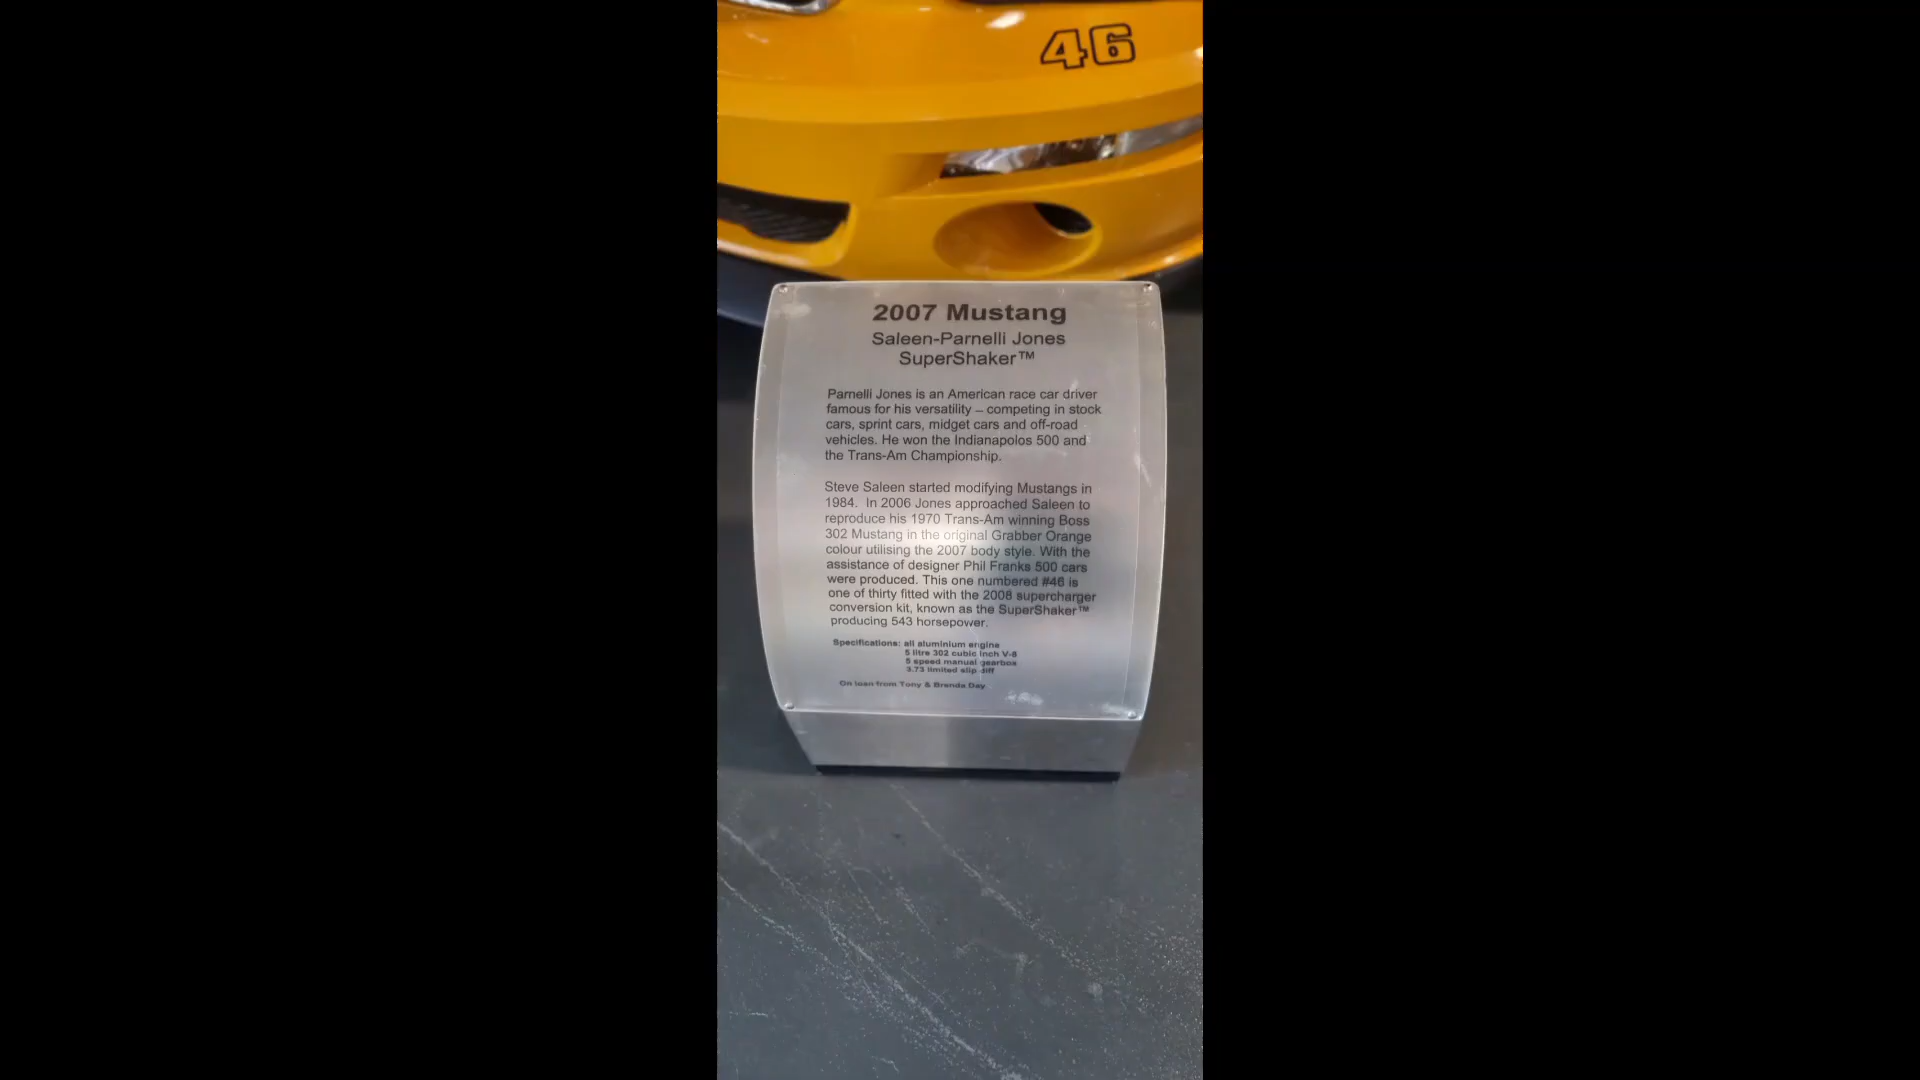 46
2007 Mustang
Saleen-Parnelli Jones
SuperShaker™
Parnelli Jones is an American race car driver
famous for his versatility – competing in stock
cars, sprint cars, midget cars and off-road
vehicles. He won the Indianapolos 500 and
the Trans-Am Championship.
Steve Saleen started modifying Mustangs in
1984. In 2006 Jones approached Saleen to
reproduce his 1970 Trans-Am winning Boss
302 Mustang in the original Grabber Orange
colour utilising the 2007 body style. With the
assistance of designer Phil Franks 500 cars
were produced. This one numbered #46 is
one of thirty fitted with the 2008 supercharger
conversion kit, known as the SuperShaker™
producing 543 horsepower.
Specifications: all aluminium engine
5 litre 302 cubic inch V-8
5 speed manual gearbox
3.73 limited slip diff
On loan from Tony & Brenda Day